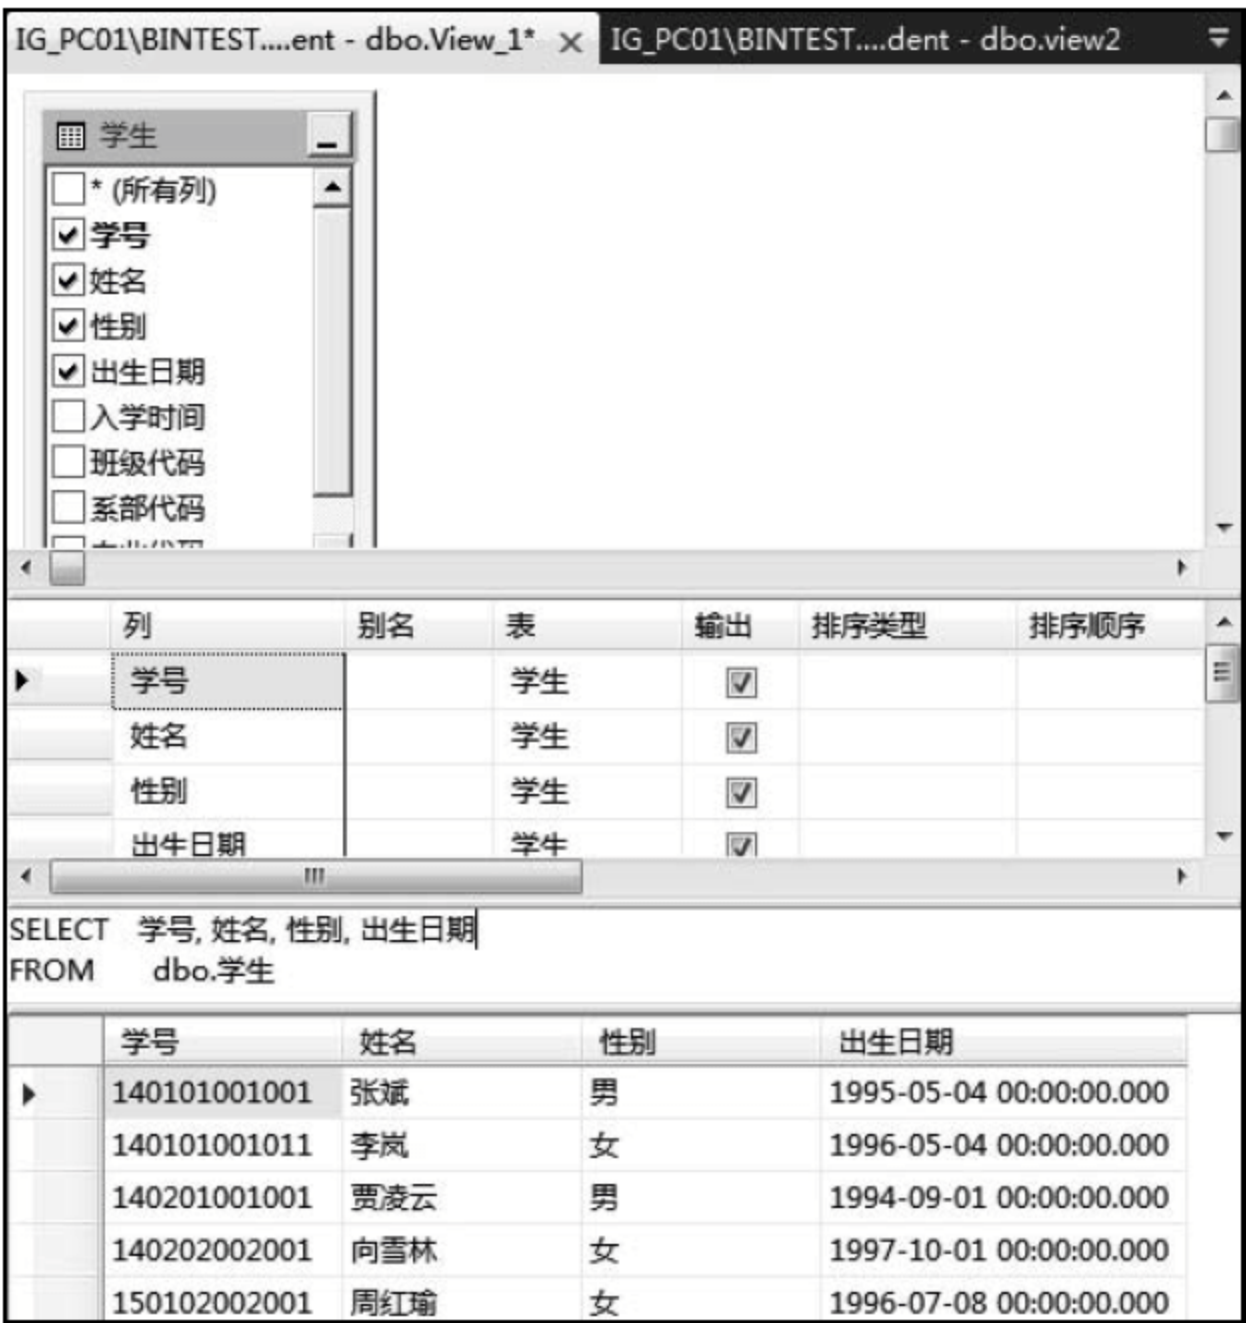 IG_PC01\BINTEST....ent - dbo.View_1* × IG_PC01\BINTEST....dent - dbo.view2
学生
* (所有列)
学号
姓名
性别
出生日期
入学时间
班级代码
系部代码
列 别名 表 输出 排序类型 排序顺序
学号 学生
姓名 学生
性别 学生
出生日期 学生
SELECT 学号, 姓名, 性别, 出生日期
FROM dbo.学生
学号 姓名 性别 出生日期
140101001001 张斌 男 1995-05-04 00:00:00.000
140101001011 李岚 女 1996-05-04 00:00:00.000
140201001001 贾凌云 男 1994-09-01 00:00:00.000
140202002001 向雪林 女 1997-10-01 00:00:00.000
150102002001 周红瑜 女 1996-07-08 00:00:00.000